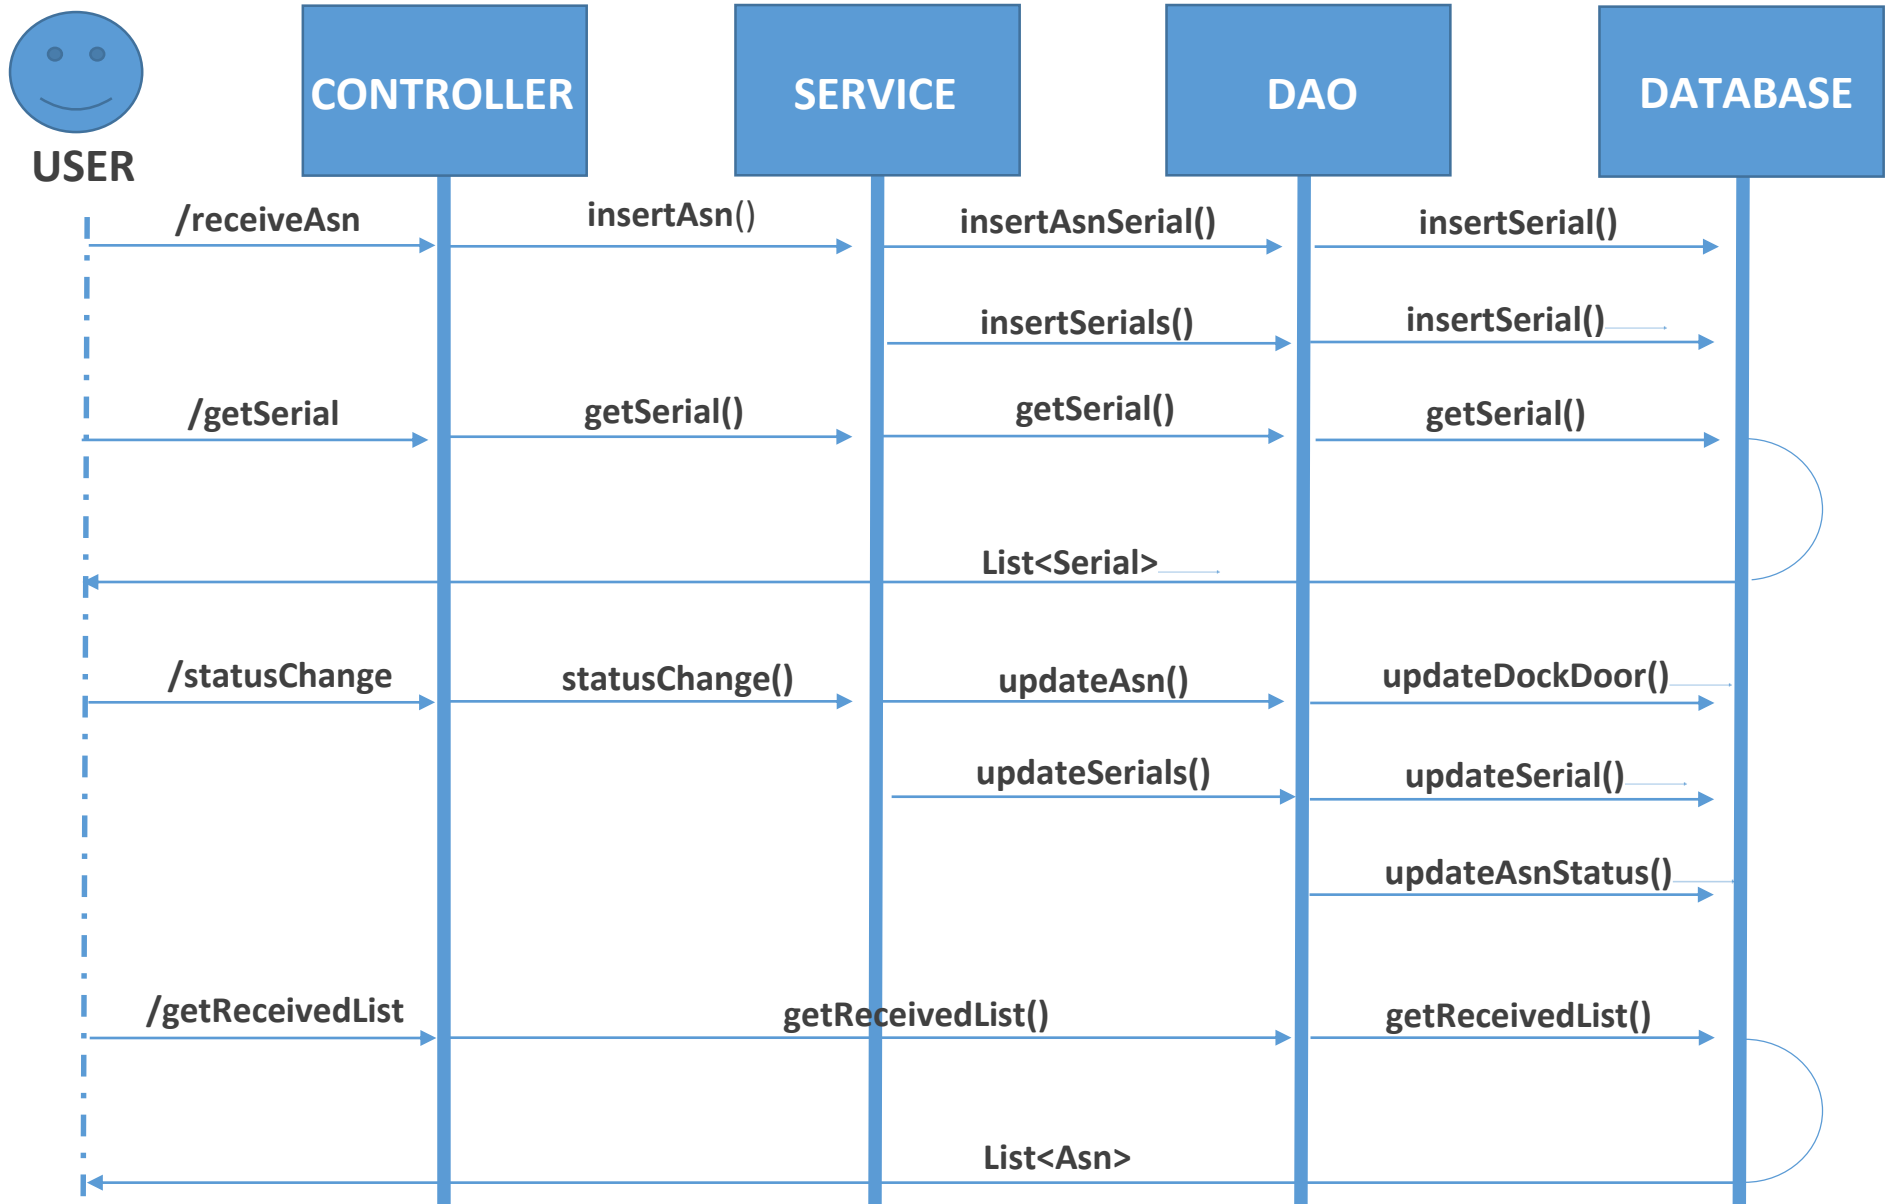 CONTROLLER
SERVICE
DAO
DATABASE
USER
/receiveAsn
insertAsn()
insertAsnSerial()
insertSerial()
insertSerials()
insertSerial()
/getSerial
getSerial()
getSerial()
getSerial()
List<Serial>
/statusChange
statusChange()
updateAsn()
updateDockDoor()
updateSerials()
updateSerial()
updateAsnStatus()
/getReceivedList
getReceivedList()
getReceivedList()
List<Asn>